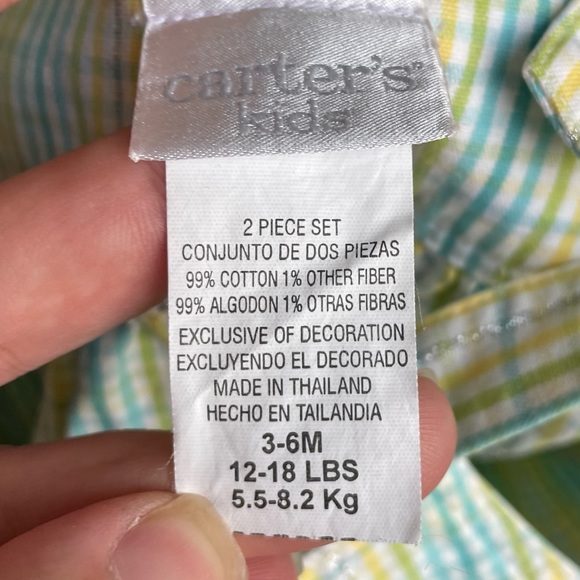 carter's
kids
2 PIECE SET
CONJUNTO DE DOS PIEZAS
99% COTTON 1% OTHER FIBER
99% ALGODON 1% OTRAS FIBRAS
EXCLUSIVE OF DECORATION
EXCLUYENDO EL DECORADO
MADE IN THAILAND
HECHO EN TAILANDIA
3-6M
12-18 LBS
5.5-8.2 Kg